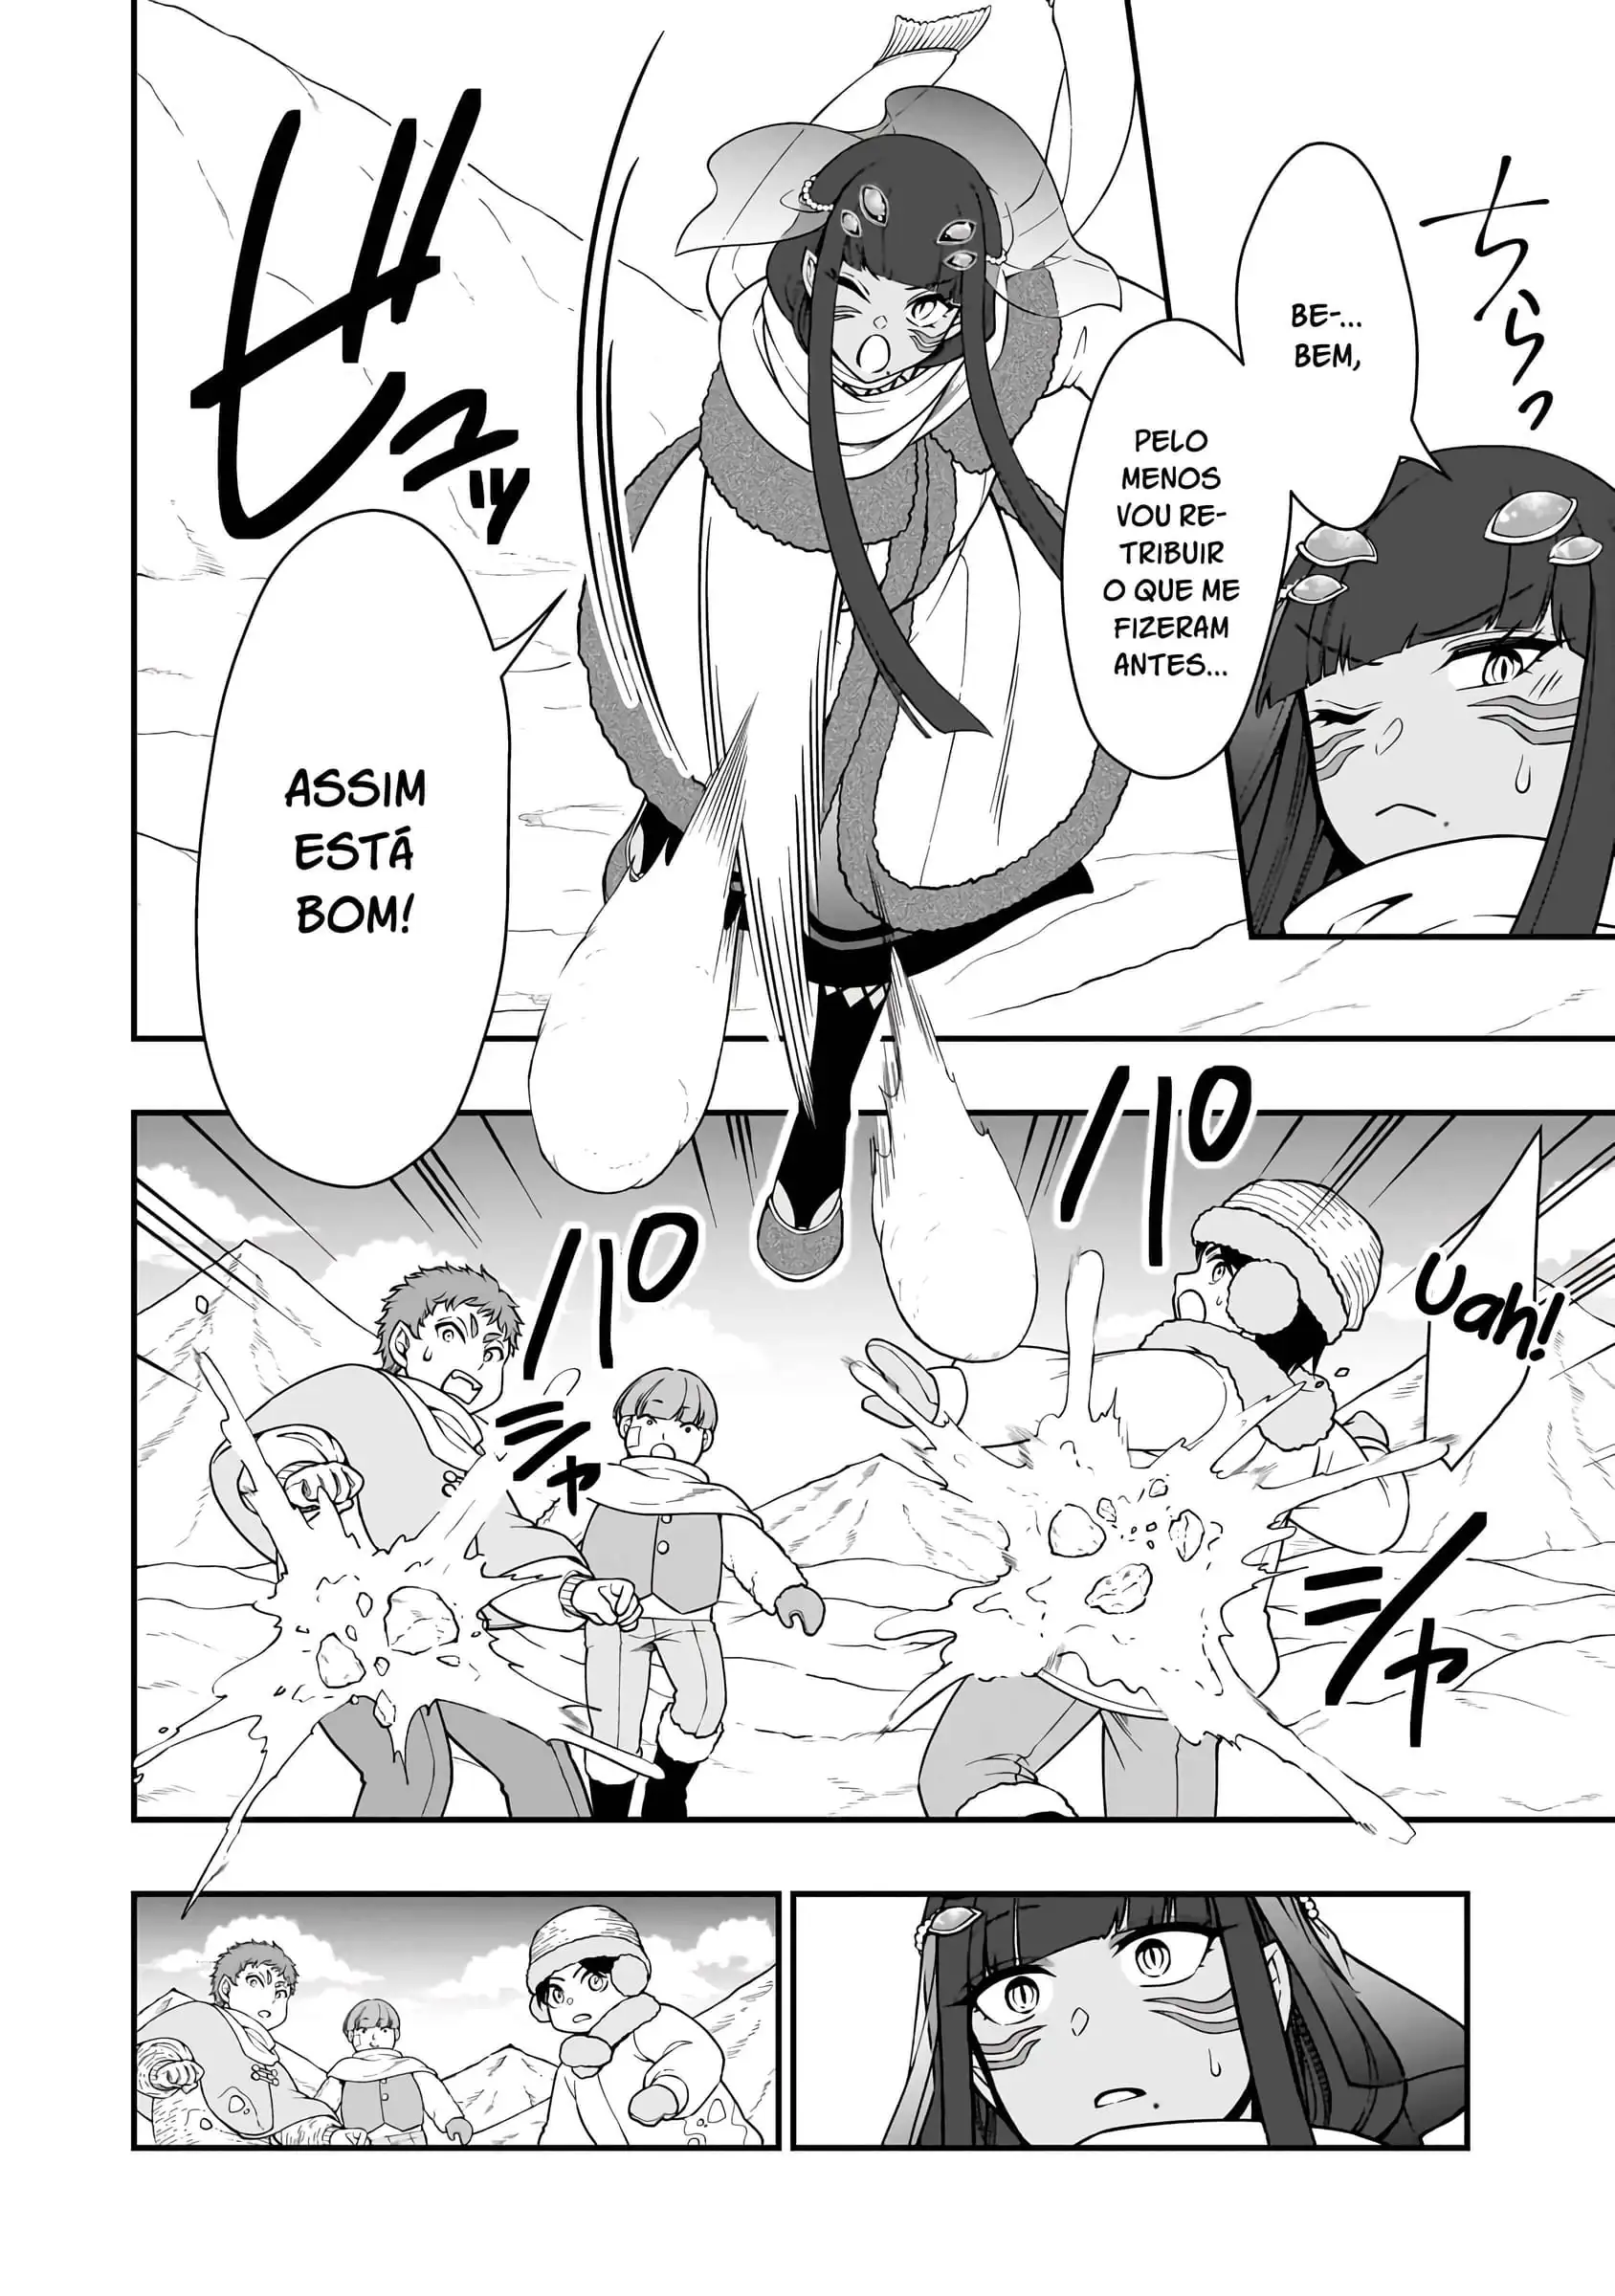 ちらっ
BE-...
BEM,
PELO
MENOS
VOU RE-
TRIBUIR
O QUE ME
FIZERAM
ANTES...
ビュッ
ASSIM
ESTÁ
BOM!
パシャ
Uah!
パシャ